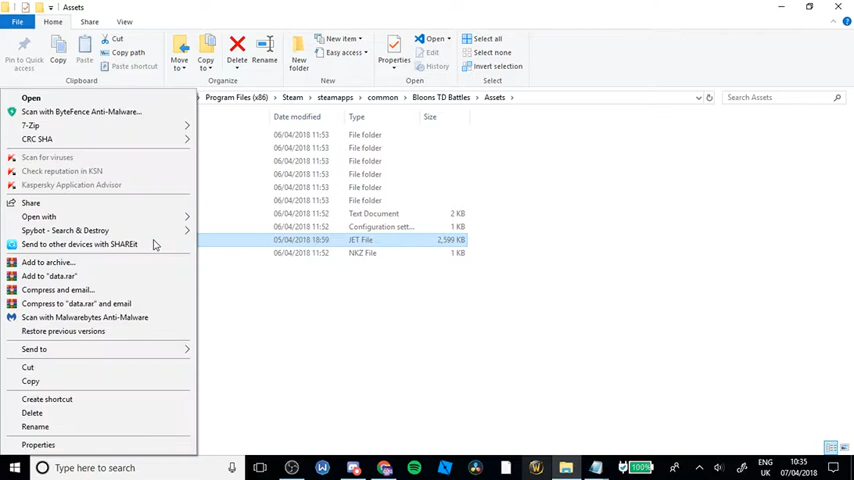 Assets
File Home Share View
Pin to Quick access
Copy
Paste
Cut
Copy path
Paste shortcut
Clipboard
Move to
Copy to
Delete
Rename
Organize
New folder
New item
Easy access
New
Properties
Open
Edit
History
Open
Select all
Select none
Invert selection
Select
Program Files (x86) > Steam > steamapps > common > Bloons TD Battles > Assets >
Search Assets
Date modified Type Size
06/04/2018 11:53 File folder
06/04/2018 11:53 File folder
06/04/2018 11:53 File folder
06/04/2018 11:53 File folder
06/04/2018 11:53 File folder
06/04/2018 11:53 File folder
06/04/2018 11:52 Text Document 2 KB
06/04/2018 11:52 Configuration sett... 1 KB
05/04/2018 18:59 JET File 2,599 KB
06/04/2018 11:52 NKZ File 1 KB
Open
Scan with ByteFence Anti-Malware...
7-Zip
CRC SHA
Scan for viruses
Check reputation in KSN
Kaspersky Application Advisor
Share
Open with
Spybot - Search & Destroy
Send to other devices with SHAREit
Add to archive...
Add to "data.rar"
Compress and email...
Compress to "data.rar" and email
Scan with Malwarebytes Anti-Malware
Restore previous versions
Send to
Cut
Copy
Create shortcut
Delete
Rename
Properties
Type here to search
100%
ENG
UK
10:35
07/04/2018